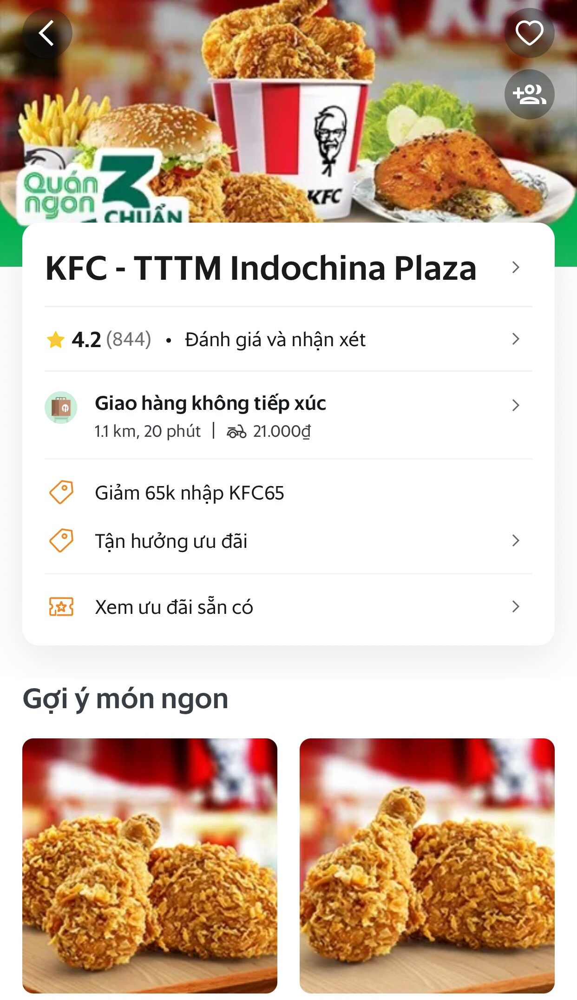 Quán
ngon
3
CHUẨN
KFC
KFC - TTTM Indochina Plaza
4.2 (844) • Đánh giá và nhận xét
Giao hàng không tiếp xúc
1.1 km, 20 phút | 21.000₫
Giảm 65k nhập KFC65
Tận hưởng ưu đãi
Xem ưu đãi sẵn có
Gợi ý món ngon